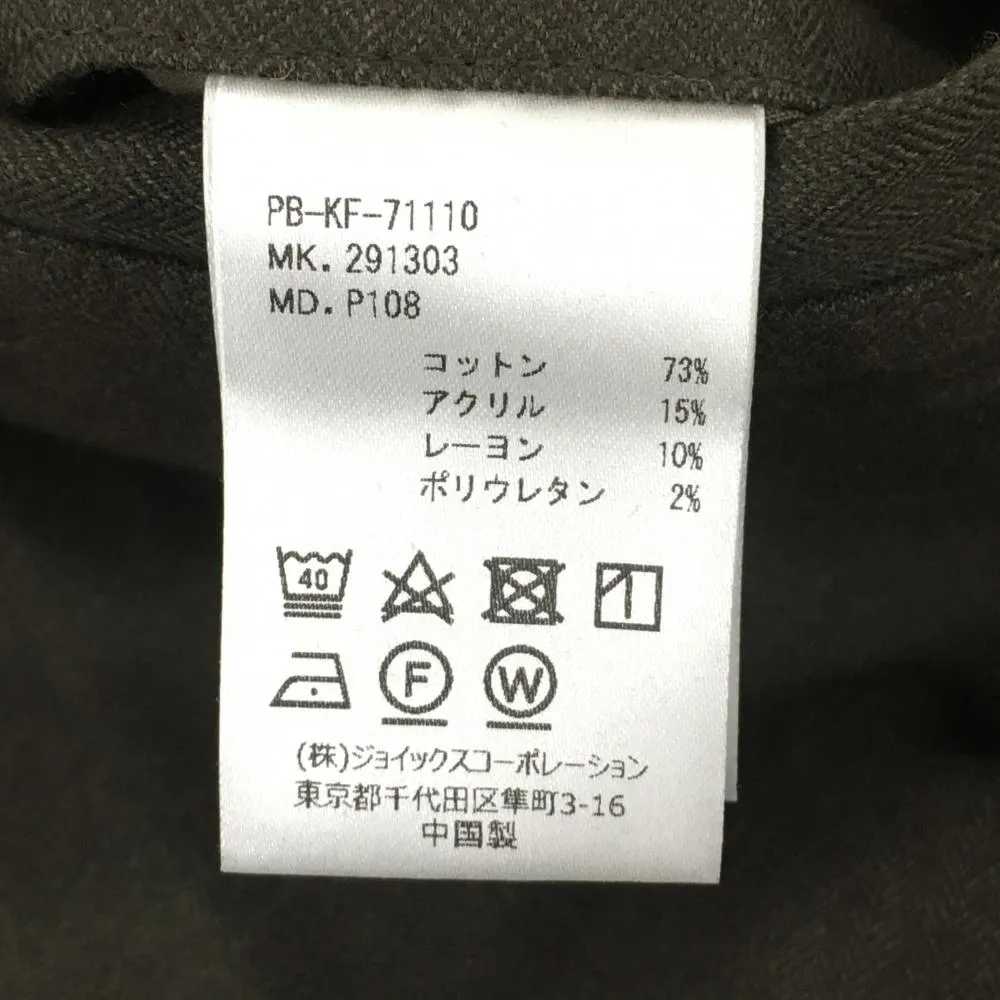 PB-KF-71110
MK. 291303
MD. P108
コットン 73%
アクリル 15%
レーヨン 10%
ポリウレタン 2%
40
F W
(株)ジョイックスコーポレーション
東京都千代田区隼町3-16
中国製